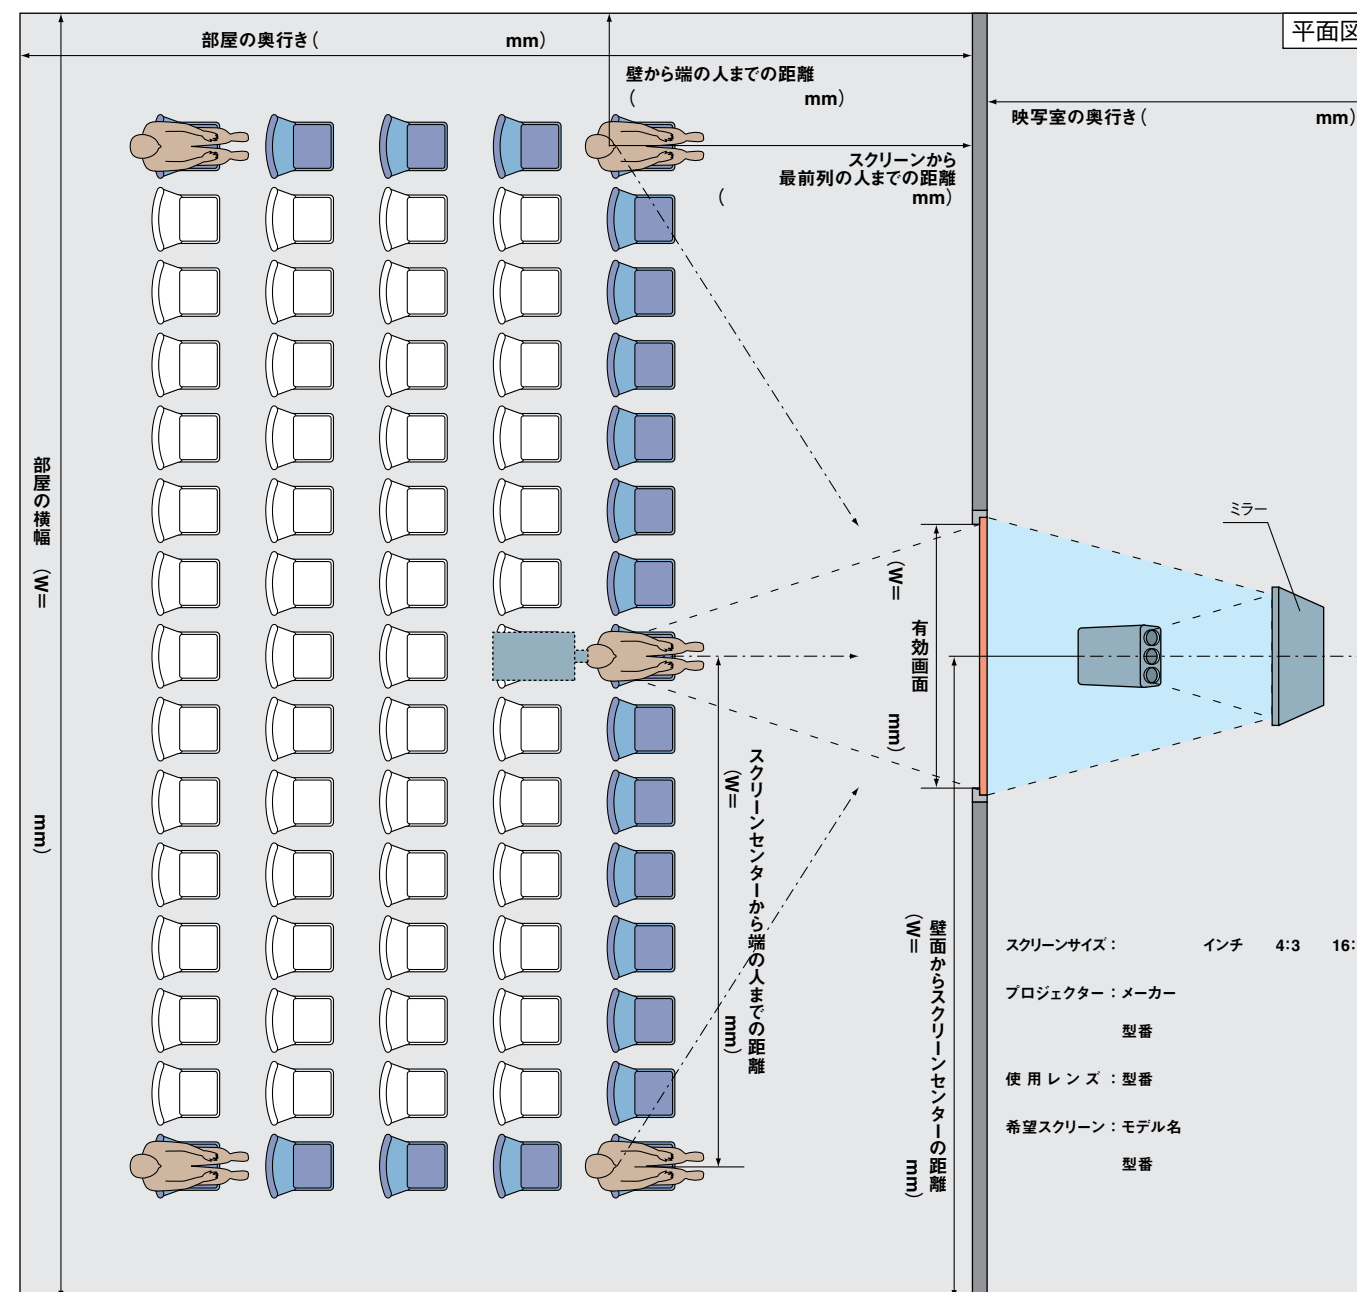 平面図
部屋の奥行き( mm)
壁から端の人までの距離
( mm)
映写室の奥行き( mm)
スクリーンから
最前列の人までの距離
( mm)
部屋の横幅 (W= mm)
ミラー
有効画面
(W= mm)
スクリーンセンターから端の人までの距離
(W= mm)
壁面からスクリーンセンターの距離
(W= mm)
スクリーンサイズ: インチ 4:3 16:
プロジェクター:メーカー
型番
使用レンズ:型番
希望スクリーン:モデル名
型番